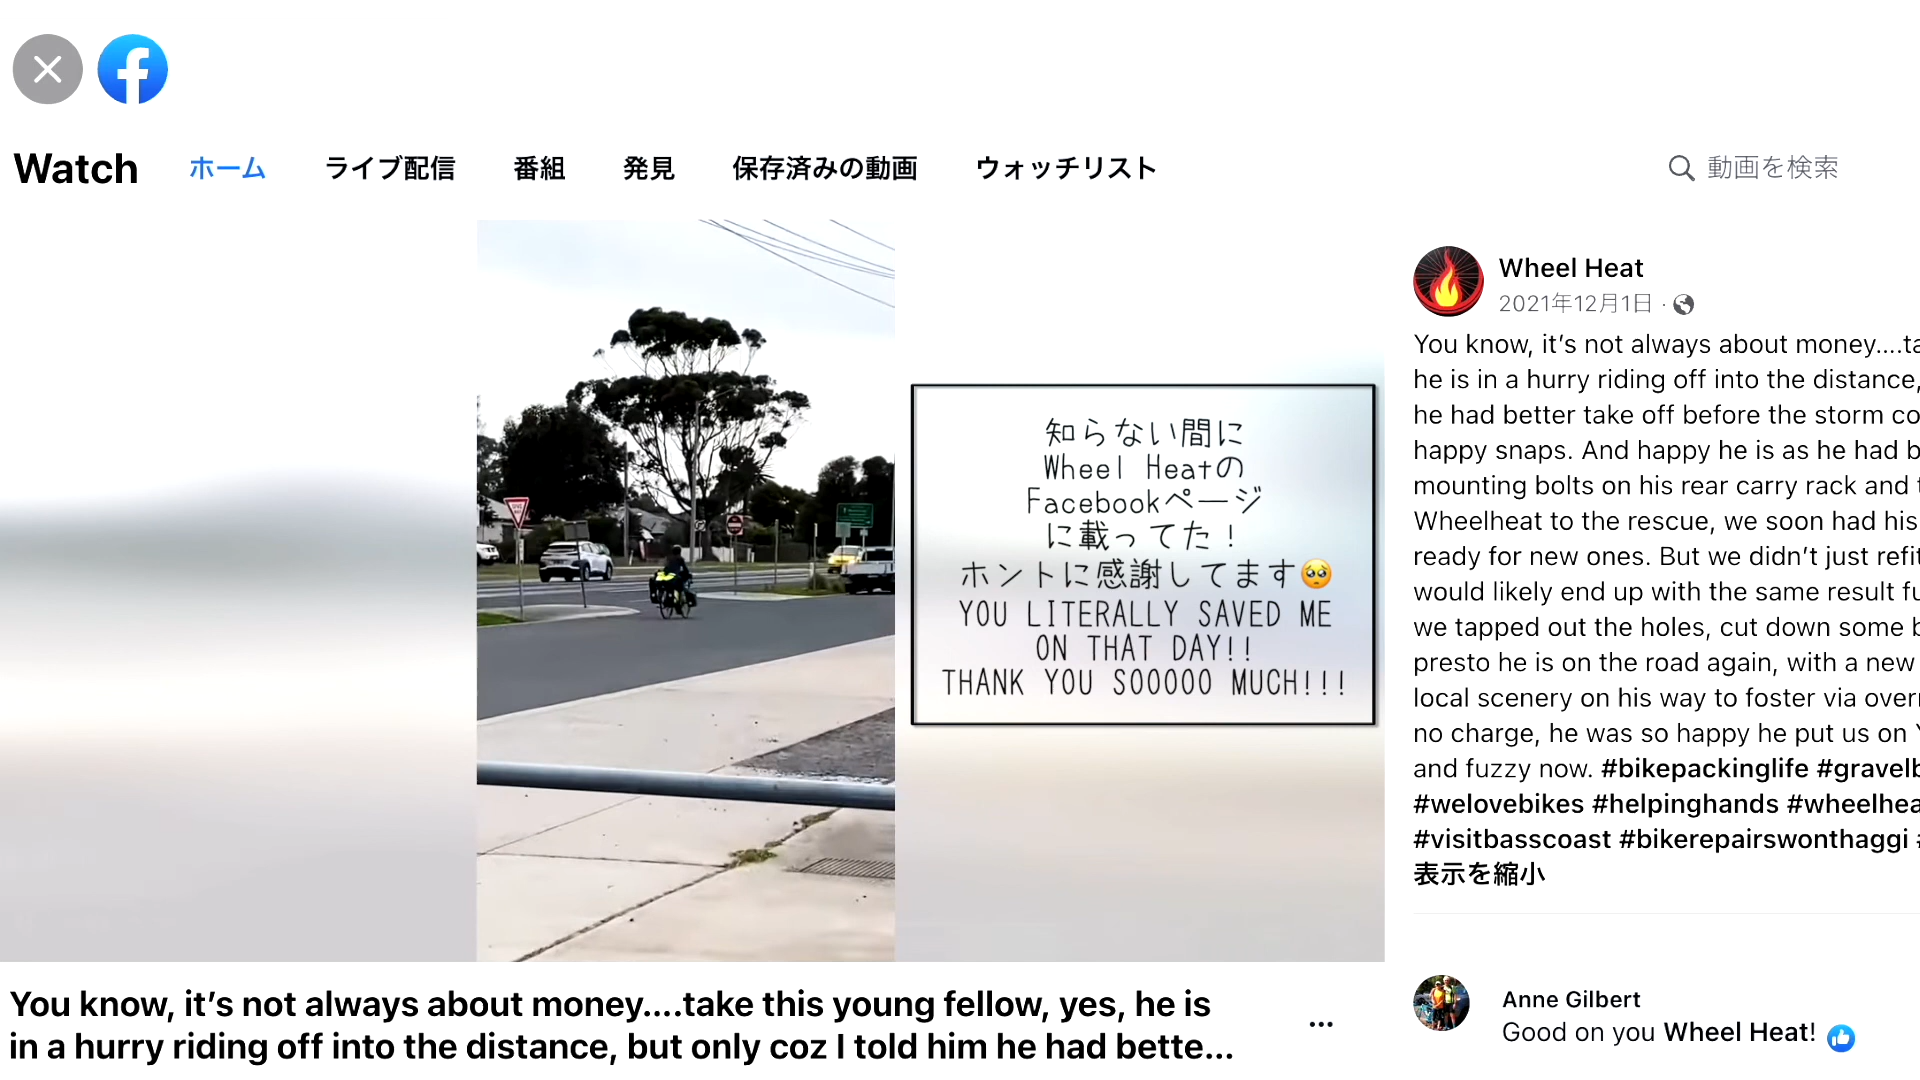 Watch
ホーム
ライブ配信
番組
発見
保存済みの動画
ウォッチリスト
動画を検索
知らない間に
Wheel Heatの
Facebookページ
に載ってた！
ホントに感謝してます🥺
YOU LITERALLY SAVED ME
ON THAT DAY!!
THANK YOU SOOOOO MUCH!!!
You know, it’s not always about money....take this young fellow, yes, he is
in a hurry riding off into the distance, but only coz I told him he had bette...
Wheel Heat
2021年12月1日 ·
You know, it’s not always about money....ta
he is in a hurry riding off into the distance,
he had better take off before the storm co
happy snaps. And happy he is as he had b
mounting bolts on his rear carry rack and t
Wheelheat to the rescue, we soon had his
ready for new ones. But we didn’t just refit
would likely end up with the same result fu
we tapped out the holes, cut down some b
presto he is on the road again, with a new
local scenery on his way to foster via over
no charge, he was so happy he put us on Y
and fuzzy now. #bikepackinglife #gravelb
#welovebikes #helpinghands #wheelhea
#visitbasscoast #bikerepairswonthaggi #
表示を縮小
Anne Gilbert
Good on you Wheel Heat!